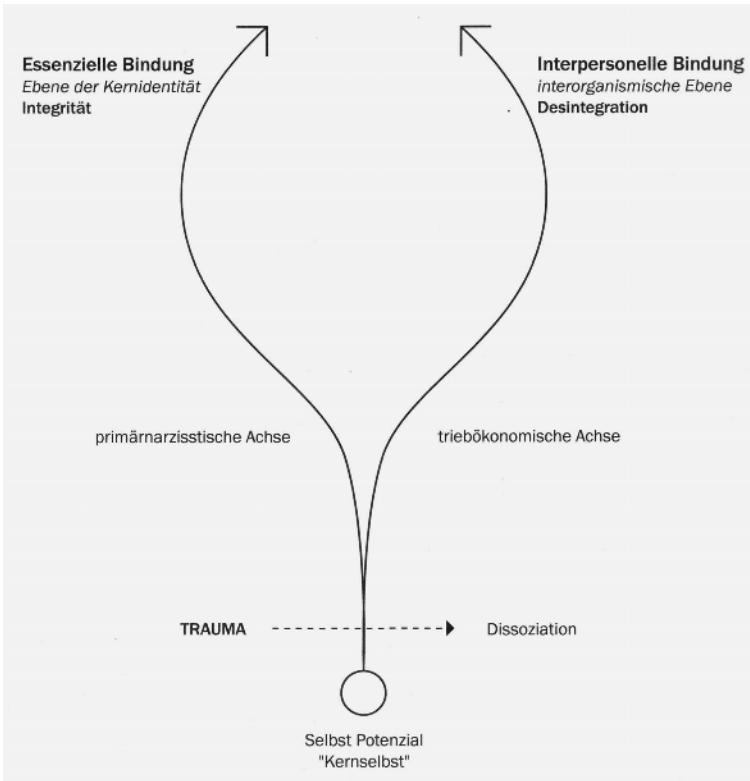 Essenzielle Bindung
Ebene der Kernidentität
Integrität
Interpersonelle Bindung
interorganismische Ebene
Desintegration
primärnarzisstische Achse
triebökonomische Achse
TRAUMA
Dissoziation
Selbst Potenzial
"Kernselbst"